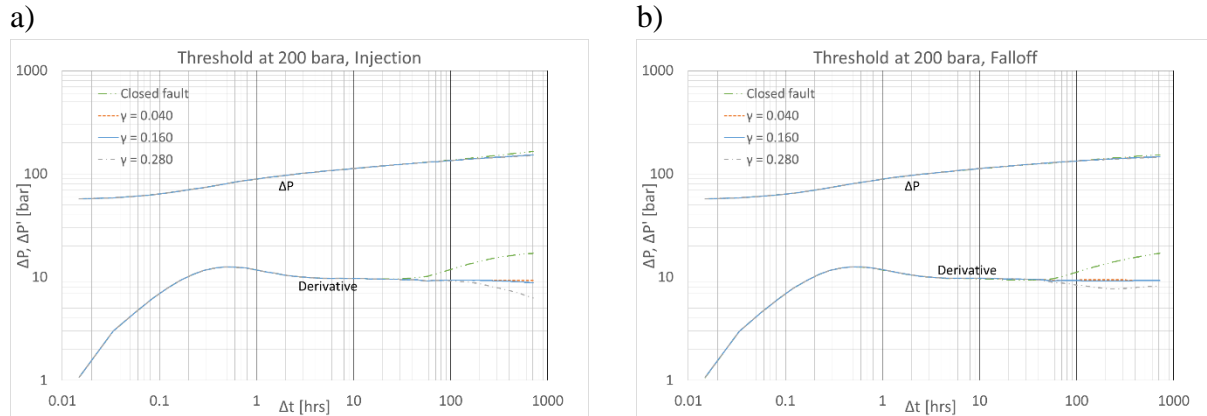 a)
Threshold at 200 bara, Injection
ΔP, ΔP' [bar]
1000
100
10
1
Closed fault
γ = 0.040
γ = 0.160
γ = 0.280
ΔP
Derivative
0.01 0.1 1 10 100 1000
Δt [hrs]
b)
Threshold at 200 bara, Falloff
ΔP, ΔP' [bar]
1000
100
10
1
Closed fault
γ = 0.040
γ = 0.160
γ = 0.280
ΔP
Derivative
0.01 0.1 1 10 100 1000
Δt [hrs]